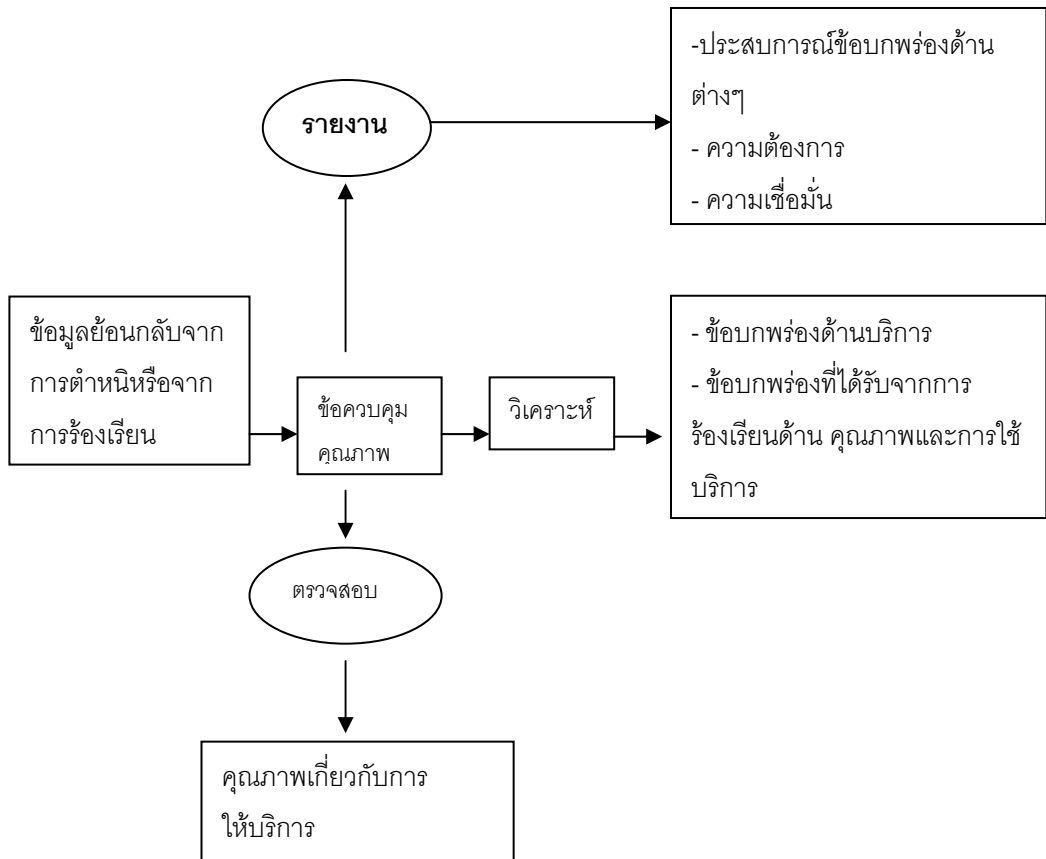 -ประสบการณ์ข้อบกพร่องด้าน
ต่างๆ
- ความต้องการ
- ความเชื่อมั่น
รายงาน
ข้อมูลย้อนกลับจาก
การตำหนิหรือจาก
การร้องเรียน
ข้อควบคุม
คุณภาพ
วิเคราะห์
- ข้อบกพร่องด้านบริการ
- ข้อบกพร่องที่ได้รับจากการ
ร้องเรียนด้าน คุณภาพและการใช้
บริการ
ตรวจสอบ
คุณภาพเกี่ยวกับการ
ให้บริการ